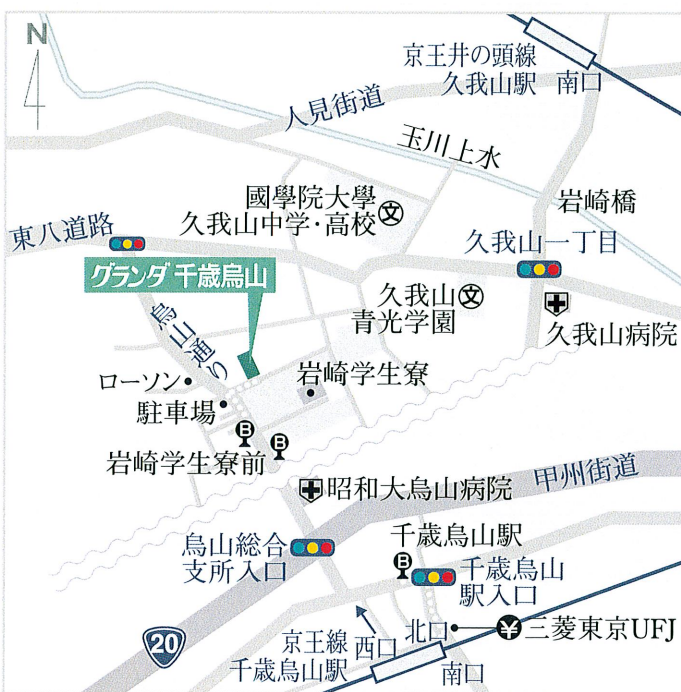 N
京王井の頭線
久我山駅 南口
人見街道
玉川上水
國學院大學
久我山中学・高校
文
岩崎橋
東八道路
久我山一丁目
グランダ 千歳烏山
久我山
青光学園
文
久我山病院
烏山通り
ローソン
岩崎学生寮
駐車場
B
B
岩崎学生寮前
甲州街道
昭和大烏山病院
烏山総合
支所入口
千歳烏山駅
B
千歳烏山
駅入口
20
京王線
千歳烏山駅
西口
北口
¥ 三菱東京UFJ
南口